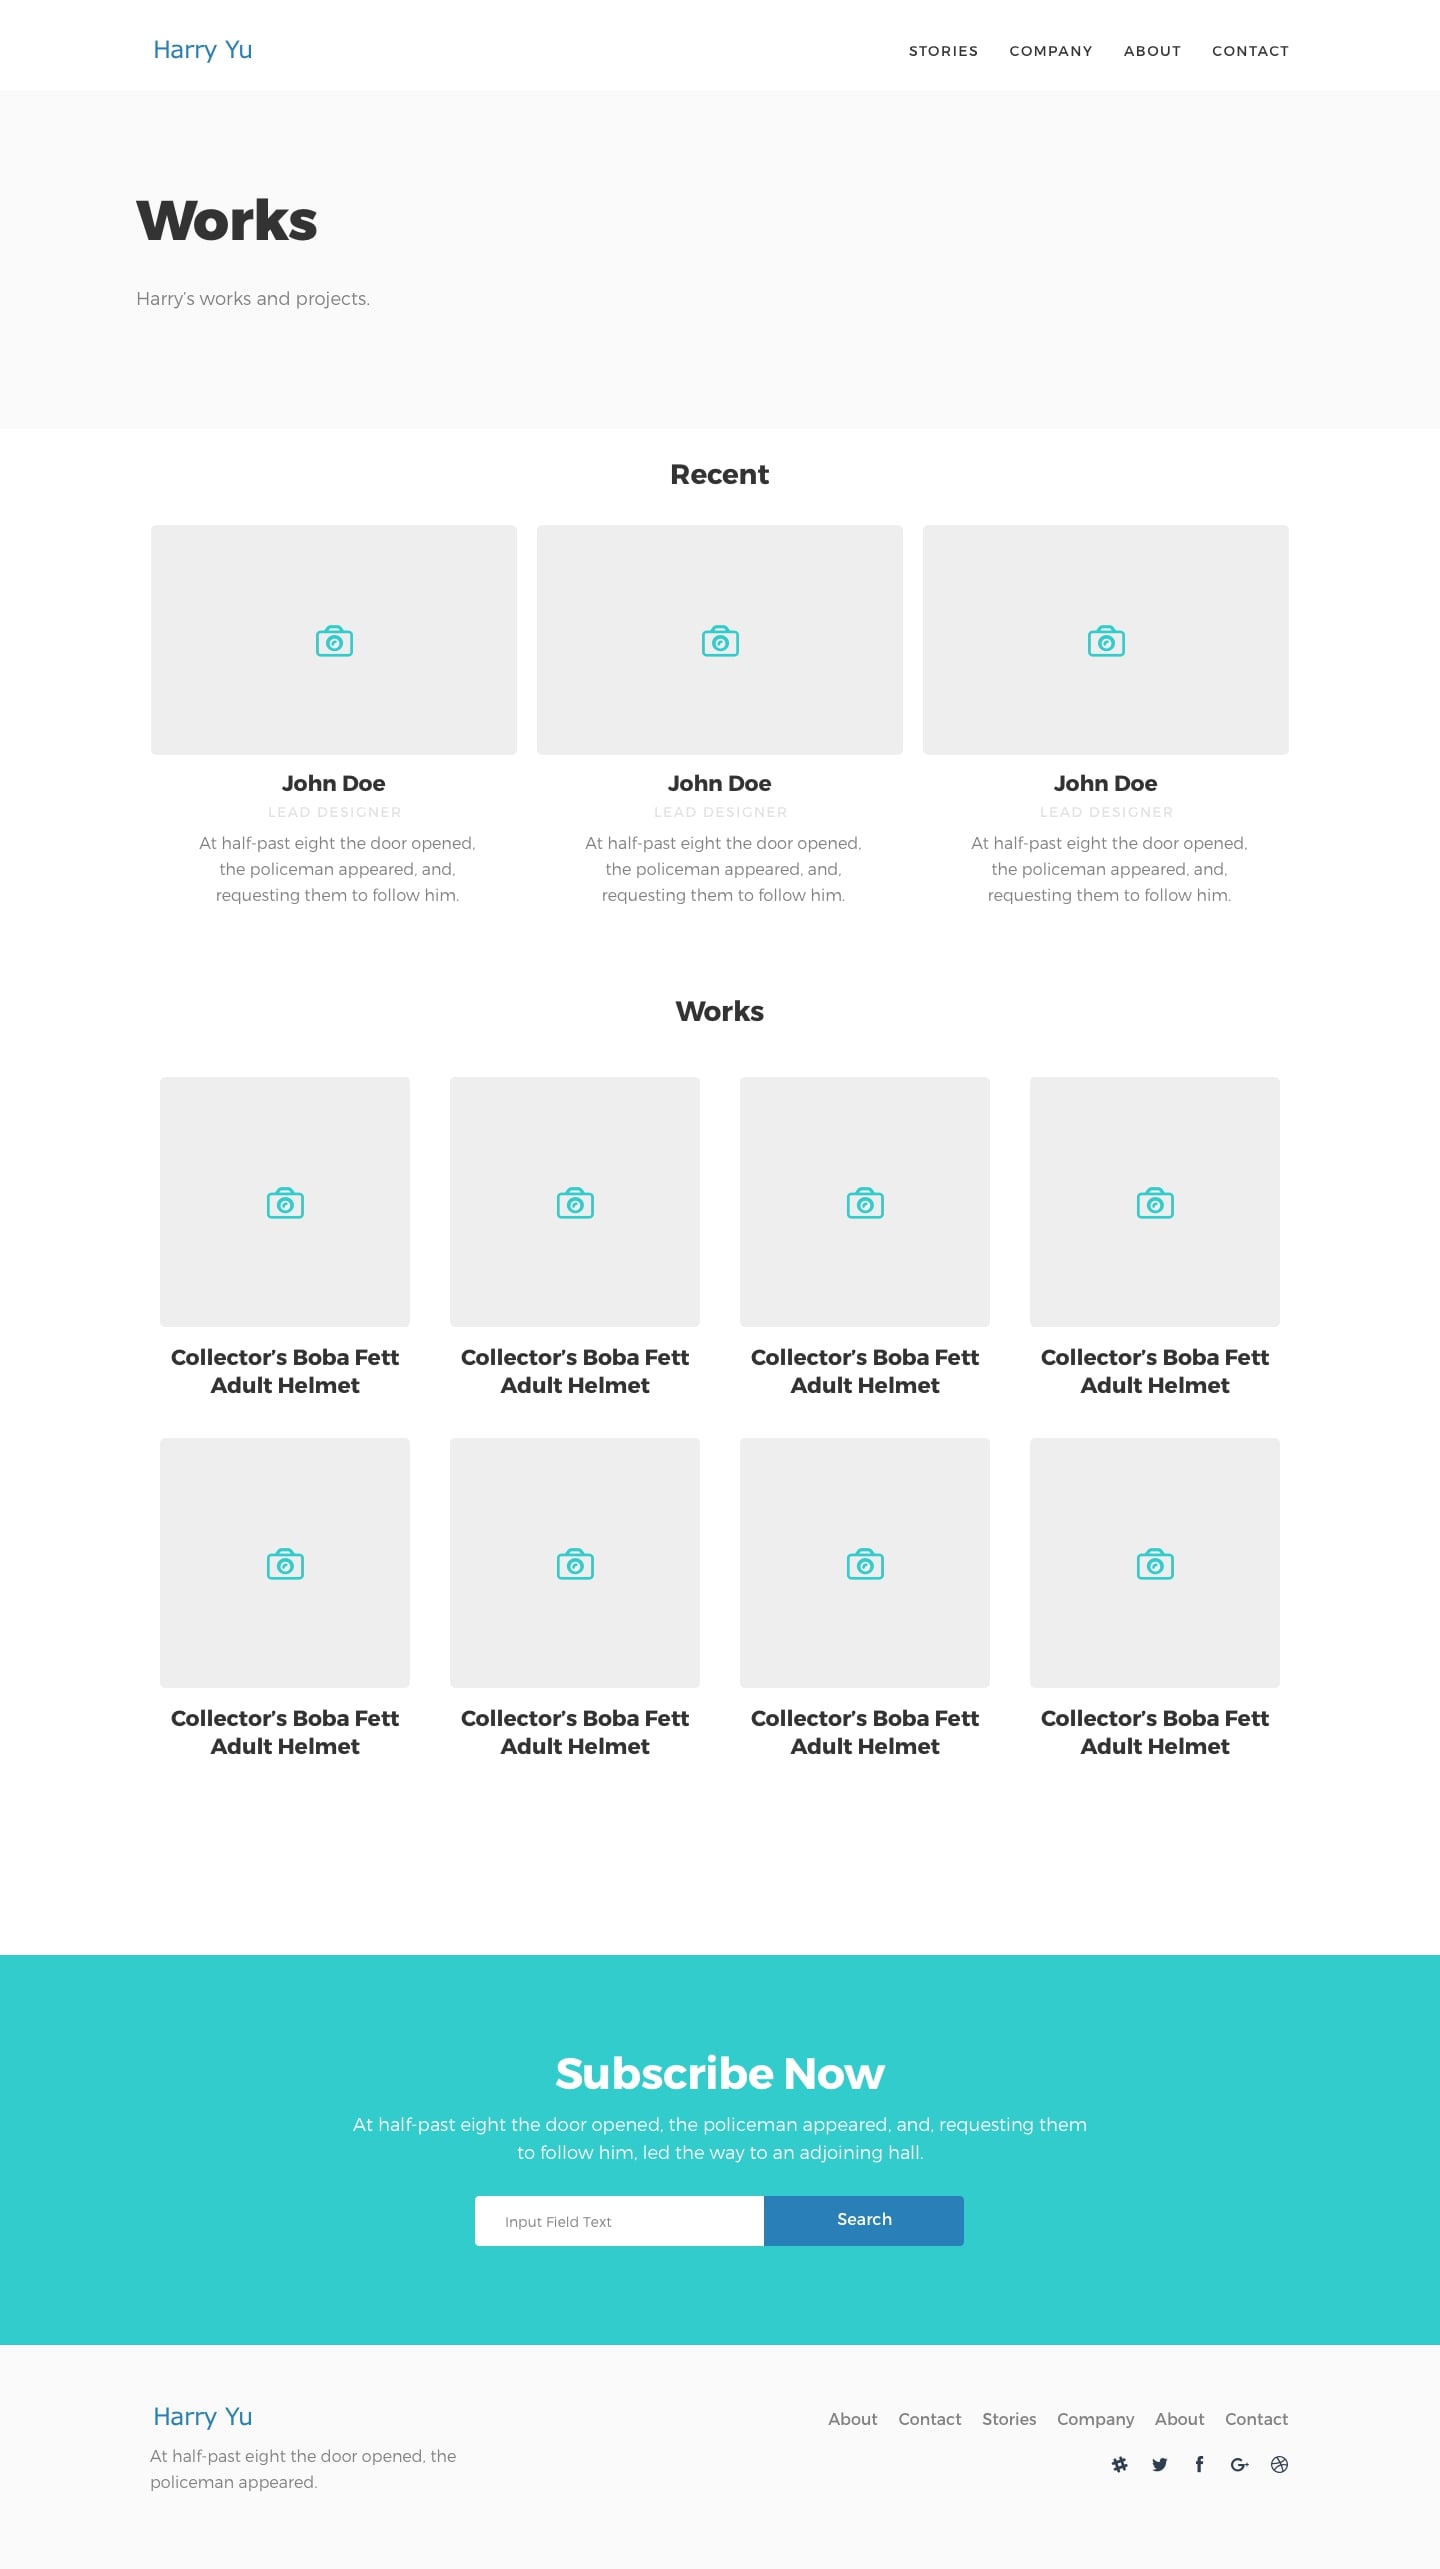 Harry Yu
STORIES COMPANY ABOUT CONTACT
Works
Harry’s works and projects.
Recent
John Doe
LEAD DESIGNER
At half-past eight the door opened,
the policeman appeared, and,
requesting them to follow him.
John Doe
LEAD DESIGNER
At half-past eight the door opened,
the policeman appeared, and,
requesting them to follow him.
John Doe
LEAD DESIGNER
At half-past eight the door opened,
the policeman appeared, and,
requesting them to follow him.
Works
Collector’s Boba Fett
Adult Helmet
Collector’s Boba Fett
Adult Helmet
Collector’s Boba Fett
Adult Helmet
Collector’s Boba Fett
Adult Helmet
Collector’s Boba Fett
Adult Helmet
Collector’s Boba Fett
Adult Helmet
Collector’s Boba Fett
Adult Helmet
Collector’s Boba Fett
Adult Helmet
Subscribe Now
At half-past eight the door opened, the policeman appeared, and, requesting them
to follow him, led the way to an adjoining hall.
Input Field Text
Search
Harry Yu
At half-past eight the door opened, the
policeman appeared.
About Contact Stories Company About Contact